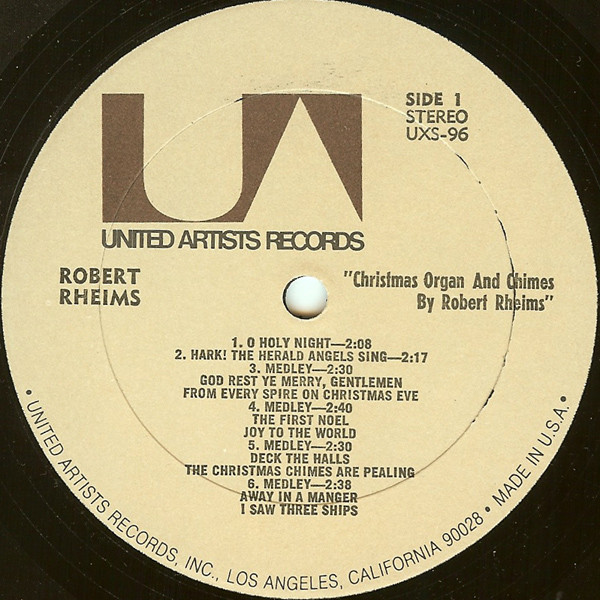 UA
UNITED ARTISTS RECORDS
SIDE 1
STEREO
UXS-96
ROBERT
RHEIMS
"Christmas Organ And Chimes
By Robert Rheims"
1. O HOLY NIGHT—2:08
2. HARK! THE HERALD ANGELS SING—2:17
3. MEDLEY—2:30
GOD REST YE MERRY, GENTLEMEN
FROM EVERY SPIRE ON CHRISTMAS EVE
4. MEDLEY—2:40
THE FIRST NOEL
JOY TO THE WORLD
5. MEDLEY—2:30
DECK THE HALLS
THE CHRISTMAS CHIMES ARE PEALING
6. MEDLEY—2:38
AWAY IN A MANGER
I SAW THREE SHIPS
• UNITED ARTISTS RECORDS, INC., LOS ANGELES, CALIFORNIA 90028 • MADE IN U.S.A. •